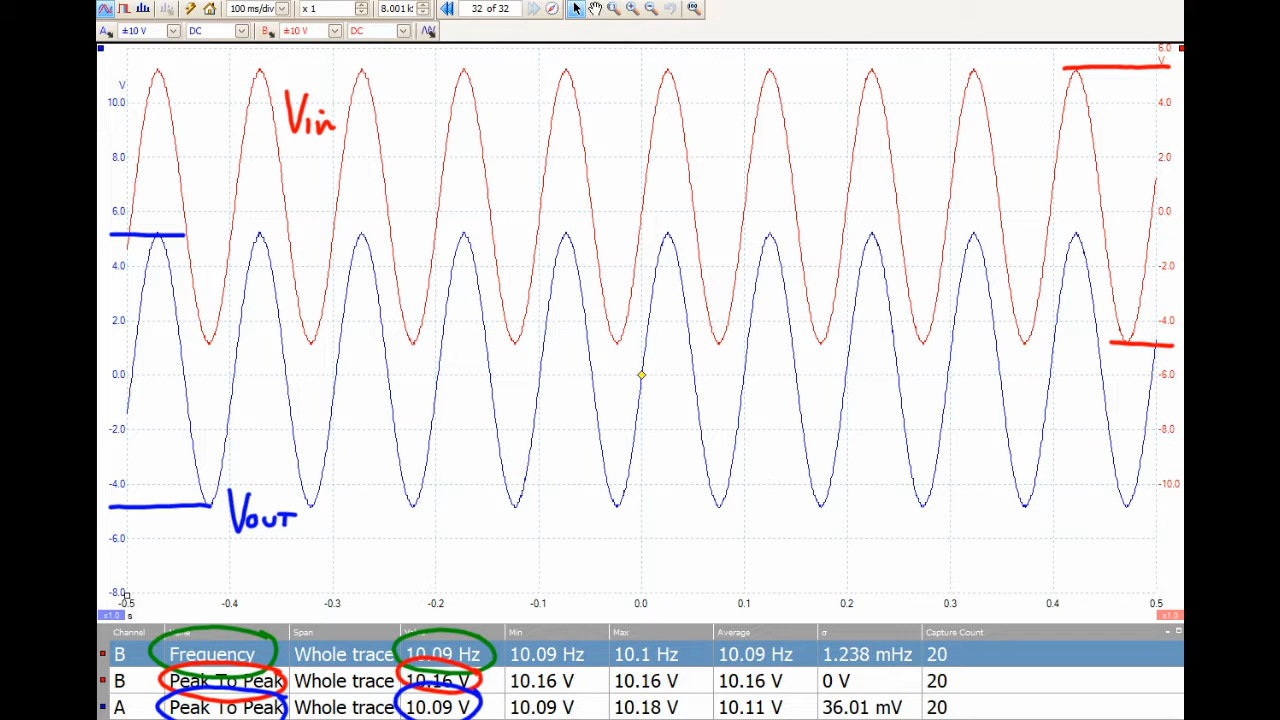 100 ms/div x 1 8.001 k 32 of 32
A ±10 V DC B ±10 V DC
V 6.0
V
10.0 Vin 4.0
8.0 2.0
6.0 0.0
4.0 -2.0
2.0 -4.0
0.0 -6.0
-2.0 -8.0
-4.0 -10.0
VOUT
-6.0
-8.0
-0.5 -0.4 -0.3 -0.2 -0.1 0.0 0.1 0.2 0.3 0.4 0.5
x1.0 s x1.0
Channel Span Min Max Average σ Capture Count
B Frequency Whole trace 10.09 Hz 10.09 Hz 10.1 Hz 10.09 Hz 1.238 mHz 20
B Peak To Peak Whole trace 10.16 V 10.16 V 10.16 V 10.16 V 0 V 20
A Peak To Peak Whole trace 10.09 V 10.09 V 10.18 V 10.11 V 36.01 mV 20